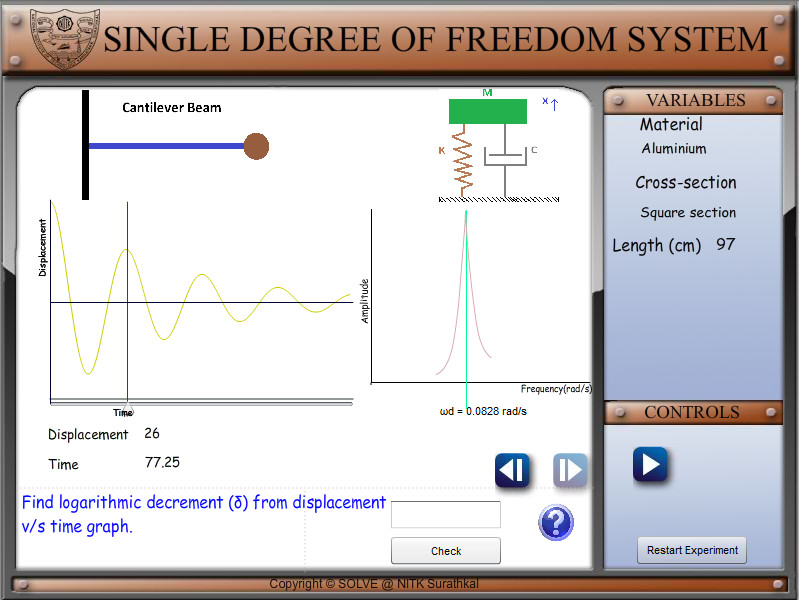 SINGLE DEGREE OF FREEDOM SYSTEM
Cantilever Beam
M
X
K
C
Displacement
Time
Amplitude
Frequency(rad/s)
ωd = 0.0828 rad/s
Displacement 26
Time 77.25
Find logarithmic decrement (δ) from displacement
v/s time graph.
Check
?
VARIABLES
Material
Aluminium
Cross-section
Square section
Length (cm) 97
CONTROLS
Restart Experiment
Copyright © SOLVE @ NITK Surathkal